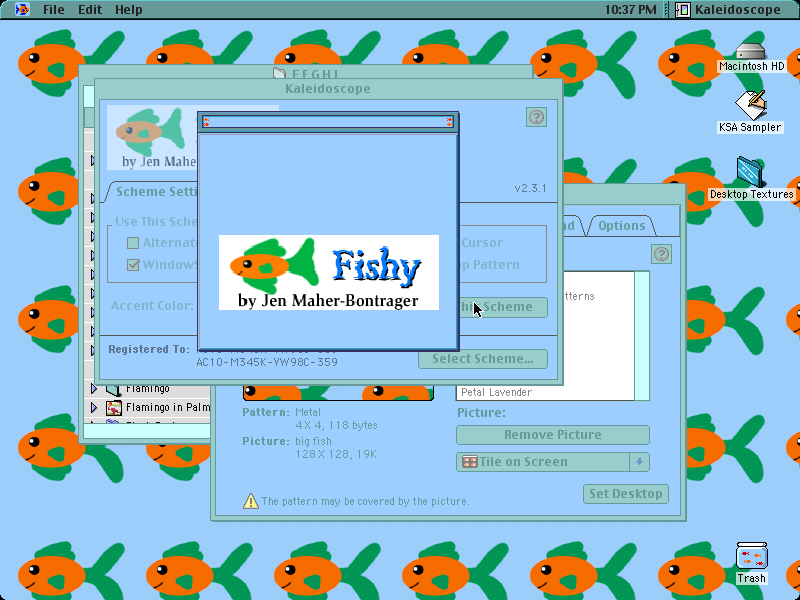 File Edit Help
10:37 PM Kaleidoscope
Macintosh HD
KSA Sampler
Desktop Textures
Trash
Kaleidoscope
by Jen Mahe
v2.3.1
Scheme Setti
Use This Sche
Alternat
Cursor
Window
p Pattern
Accent Color:
his Scheme
Registered To:
AC10-M345K-YW98C-359
Select Scheme...
Fishy
by Jen Maher-Bontrager
Flamingo
Flamingo in Palm
d
Options
tterns
Petal Lavender
Pattern: Metal
4 X 4, 118 bytes
Picture: big fish
128 X 128, 19K
Picture:
Remove Picture
Tile on Screen
Set Desktop
The pattern may be covered by the picture.